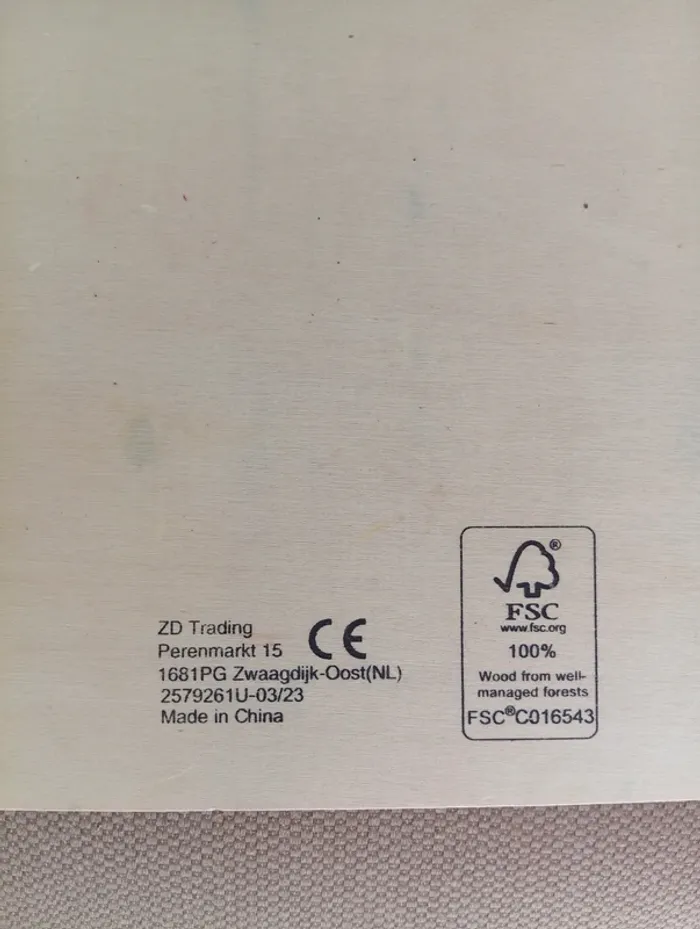 ZD Trading
Perenmarkt 15
1681PG Zwaagdijk-Oost(NL)
2579261U-03/23
Made in China
CE
®
FSC
www.fsc.org
100%
Wood from well-
managed forests
FSC®C016543